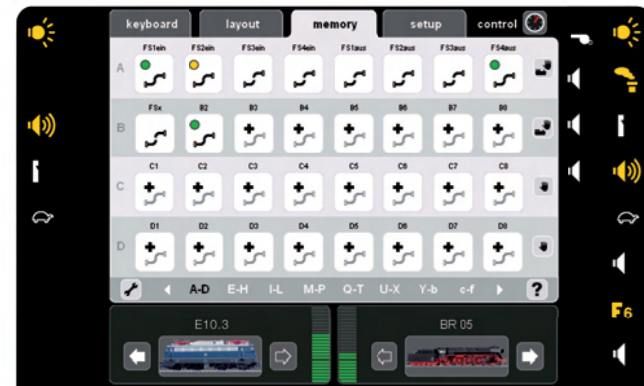 keyboard layout memory setup control
FS1ein FS2ein FS3ein FS4ein FS1aus FS2aus FS3aus FS4aus
A
FSx B2 B3 B4 B5 B6 B7 B8
B
C1 C2 C3 C4 C5 C6 C7 C8
C
D1 D2 D3 D4 D5 D6 D7 D8
D
A-D E-H I-L M-P Q-T U-X Y-b c-f ?
F6
E10.3 BR 05